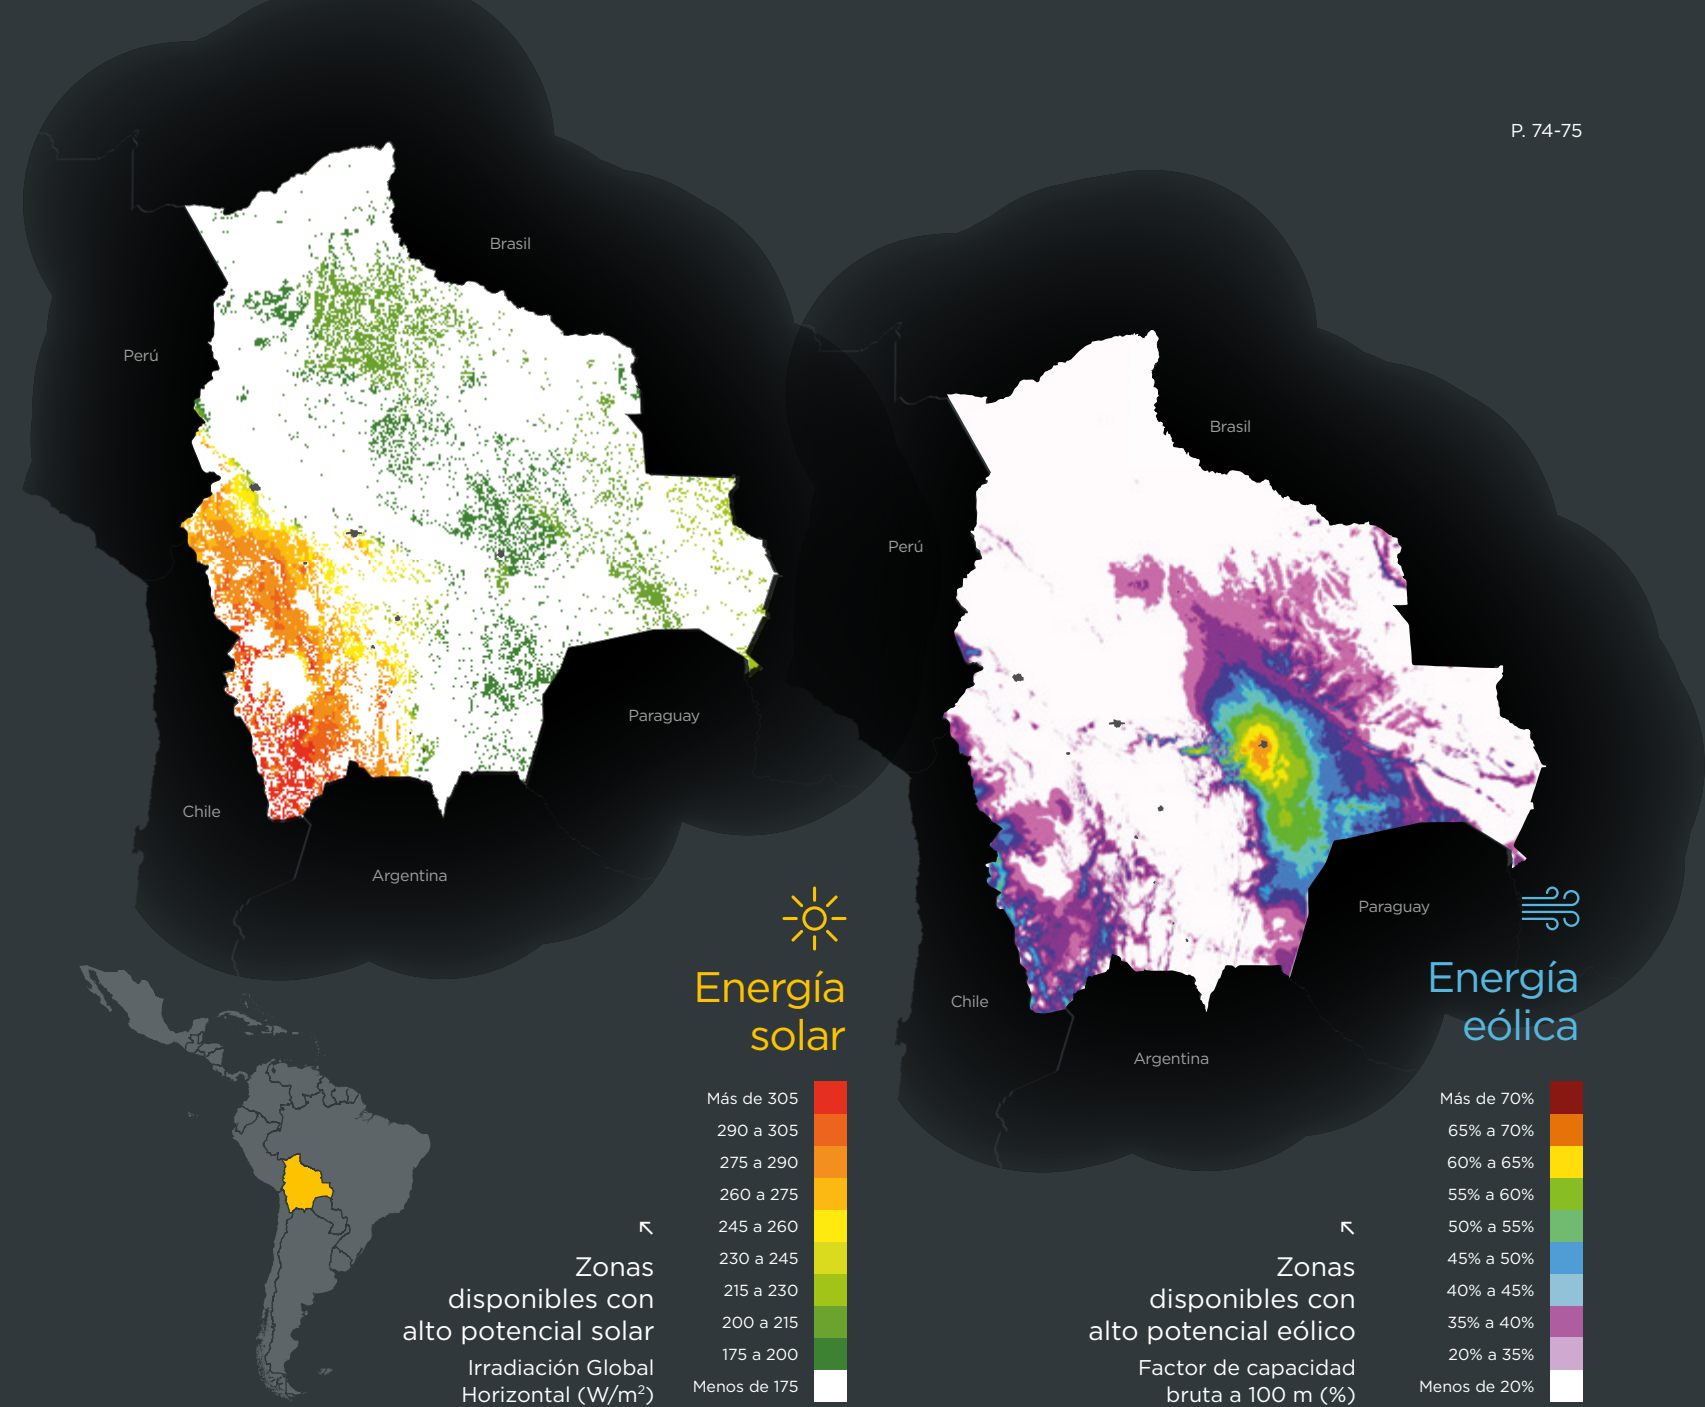 P. 74-75
Brasil
Perú
Paraguay
Chile
Argentina
Energía
solar
Más de 305
290 a 305
275 a 290
260 a 275
245 a 260
230 a 245
215 a 230
200 a 215
175 a 200
Menos de 175
Zonas
disponibles con
alto potencial solar
Irradiación Global
Horizontal (W/m²)
Brasil
Perú
Paraguay
Chile
Argentina
Energía
eólica
Más de 70%
65% a 70%
60% a 65%
55% a 60%
50% a 55%
45% a 50%
40% a 45%
35% a 40%
20% a 35%
Menos de 20%
Zonas
disponibles con
alto potencial eólico
Factor de capacidad
bruta a 100 m (%)